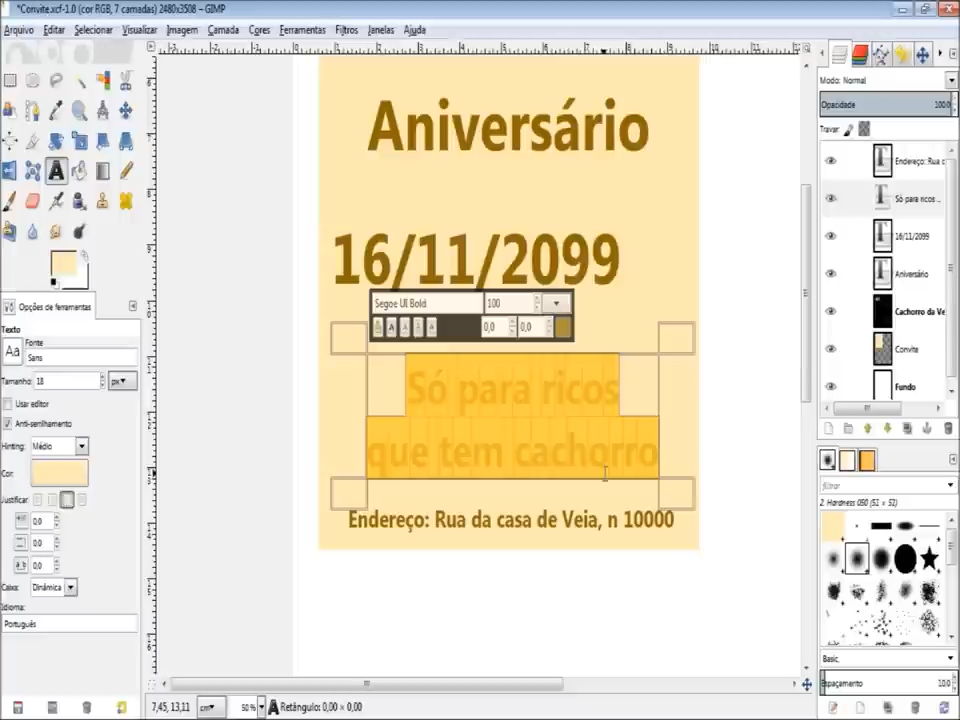 *Convite.xcf-1.0 (cor RGB, 7 camadas) 2480x3508 – GIMP
Arquivo Editar Selecionar Visualizar Imagem Camada Cores Ferramentas Filtros Janelas Ajuda
Modo: Normal
Opacidade 100.0
Travar:
Endereço: Rua c
Só para ricos ..
16/11/2099
Aniversário
Cachorro da Ve
Convite
Fundo
Aniversário
16/11/2099
Segoe UI Bold 100
0,0 0,0
Só para ricos
que tem cachorro
Endereço: Rua da casa de Veia, n 10000
Opções de ferramentas
Texto
Aa
Fonte
Sans
Tamanho: 18 px
Usar editor
Anti-serrilhamento
Hinting: Médio
Cor:
Justificar:
0,0
0,0
0,0
Caixa: Dinâmica
Idioma:
Português
filtrar
2. Hardness 050 (51 × 51)
Basic,
Espaçamento 10.0
7,45, 13,11 cm 50% Retângulo: 0,00 × 0,00